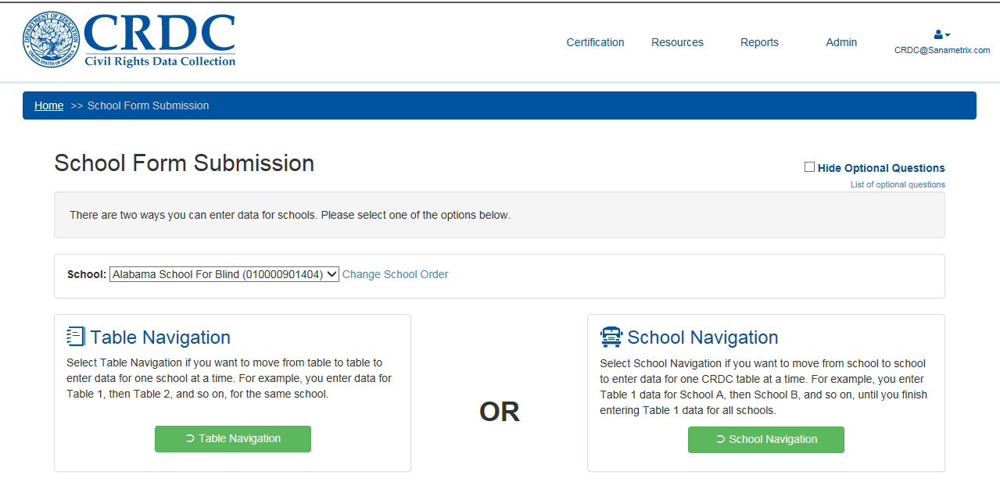 DEPARTMENT OF EDUCATION
UNITED STATES OF AMERICA
CRDC
Civil Rights Data Collection
Certification Resources Reports Admin
CRDC@Sanametrix.com
Home >> School Form Submission
School Form Submission
Hide Optional Questions
List of optional questions
There are two ways you can enter data for schools. Please select one of the options below.
School: Alabama School For Blind (010000901404) Change School Order
Table Navigation
Select Table Navigation if you want to move from table to table to
enter data for one school at a time. For example, you enter data for
Table 1, then Table 2, and so on, for the same school.
Table Navigation
OR
School Navigation
Select School Navigation if you want to move from school to school
to enter data for one CRDC table at a time. For example, you enter
Table 1 data for School A, then School B, and so on, until you finish
entering Table 1 data for all schools.
School Navigation